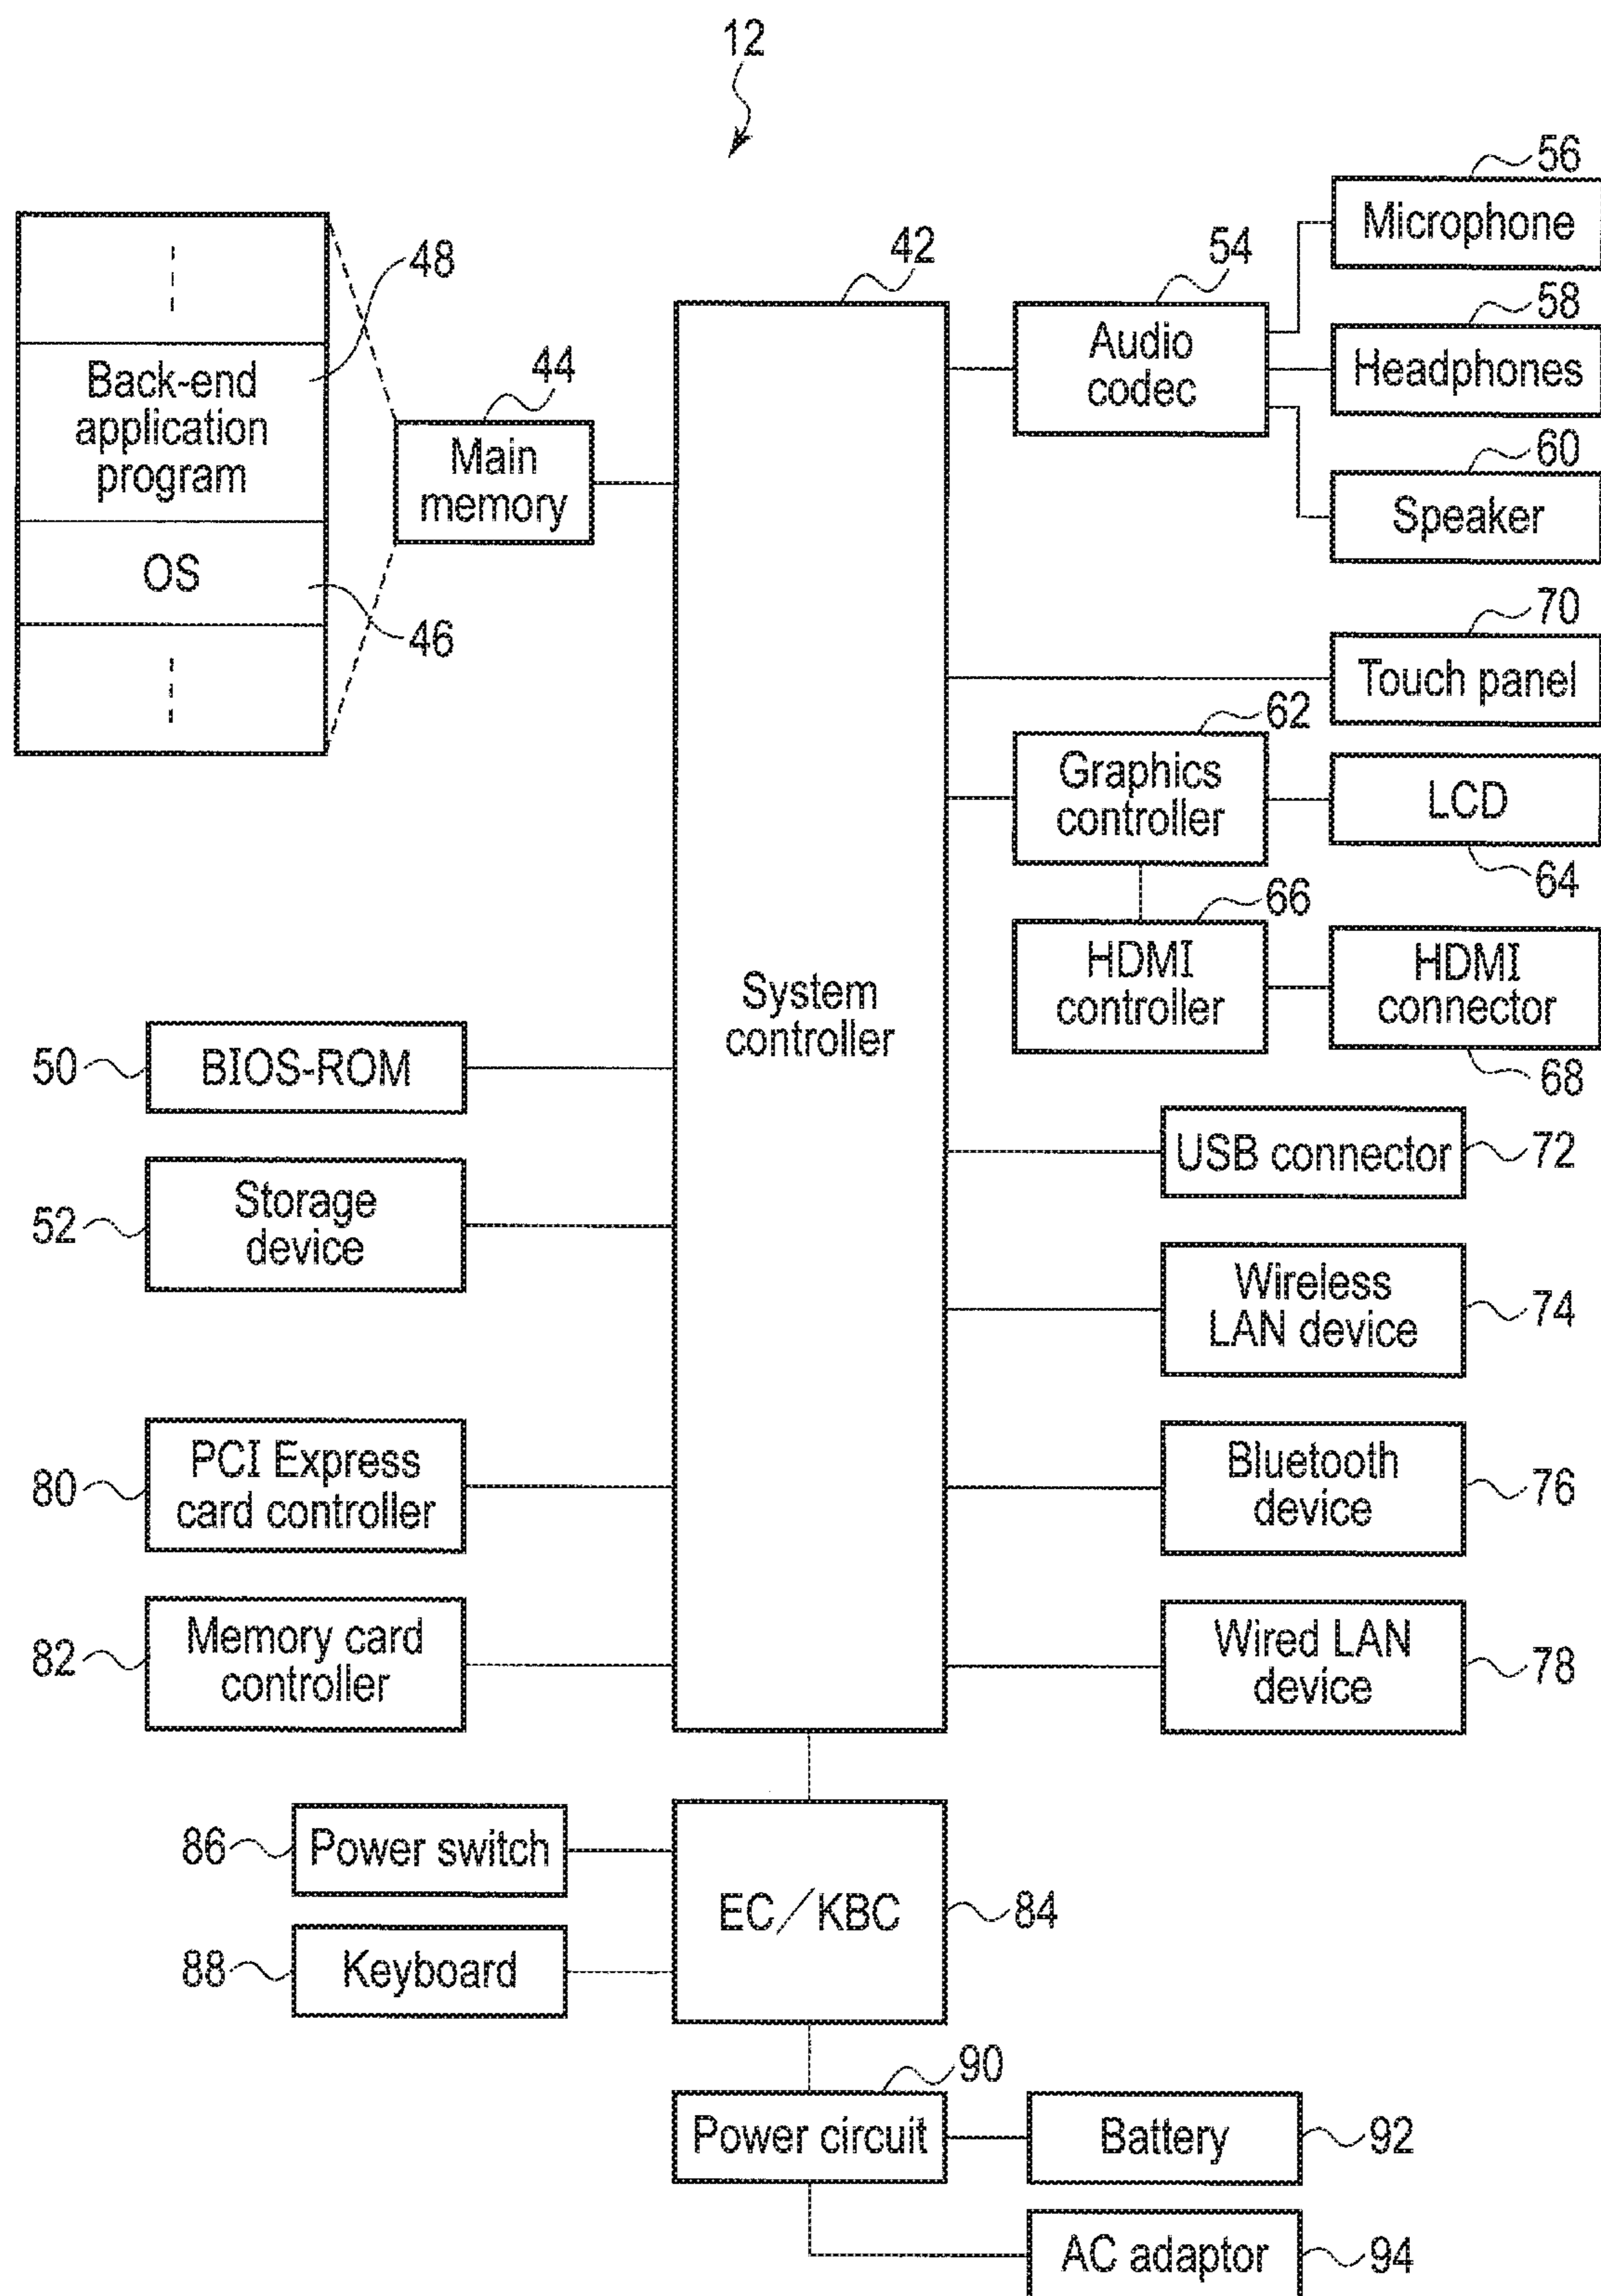 12
56
Microphone
48
42
54
58
Back-end
application
program
44
Audio
codec
Headphones
Main
memory
60
Speaker
OS
46
70
Touch panel
62
Graphics
controller
LCD
64
66
System
controller
HDMI
controller
HDMI
connector
68
50
BIOS-ROM
USB connector
72
52
Storage
device
Wireless
LAN device
74
80
PCI Express
card controller
Bluetooth
device
76
82
Memory card
controller
Wired LAN
device
78
86
Power switch
EC/KBC
84
88
Keyboard
90
Power circuit
Battery
92
AC adaptor
94